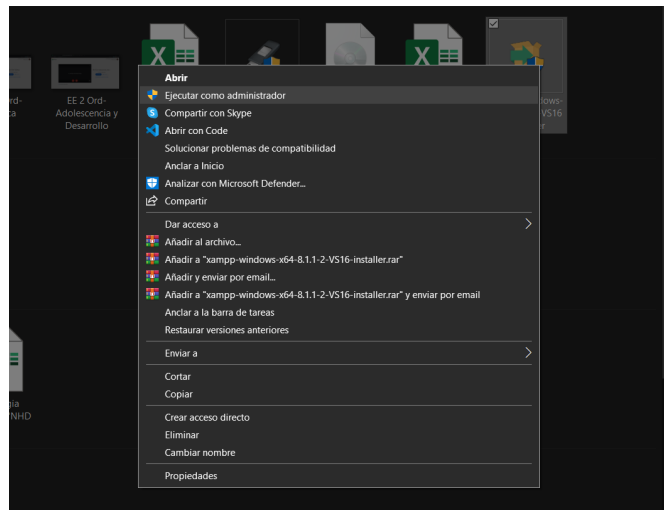 EE 2 Ord-
Adolescencia y
Desarrollo
VS16
Abrir
Ejecutar como administrador
Compartir con Skype
Abrir con Code
Solucionar problemas de compatibilidad
Anclar a Inicio
Analizar con Microsoft Defender...
Compartir
Dar acceso a
Añadir al archivo...
Añadir a "xampp-windows-x64-8.1.1-2-VS16-installer.rar"
Añadir y enviar por email...
Añadir a "xampp-windows-x64-8.1.1-2-VS16-installer.rar" y enviar por email
Anclar a la barra de tareas
Restaurar versiones anteriores
Enviar a
Cortar
Copiar
Crear acceso directo
Eliminar
Cambiar nombre
Propiedades